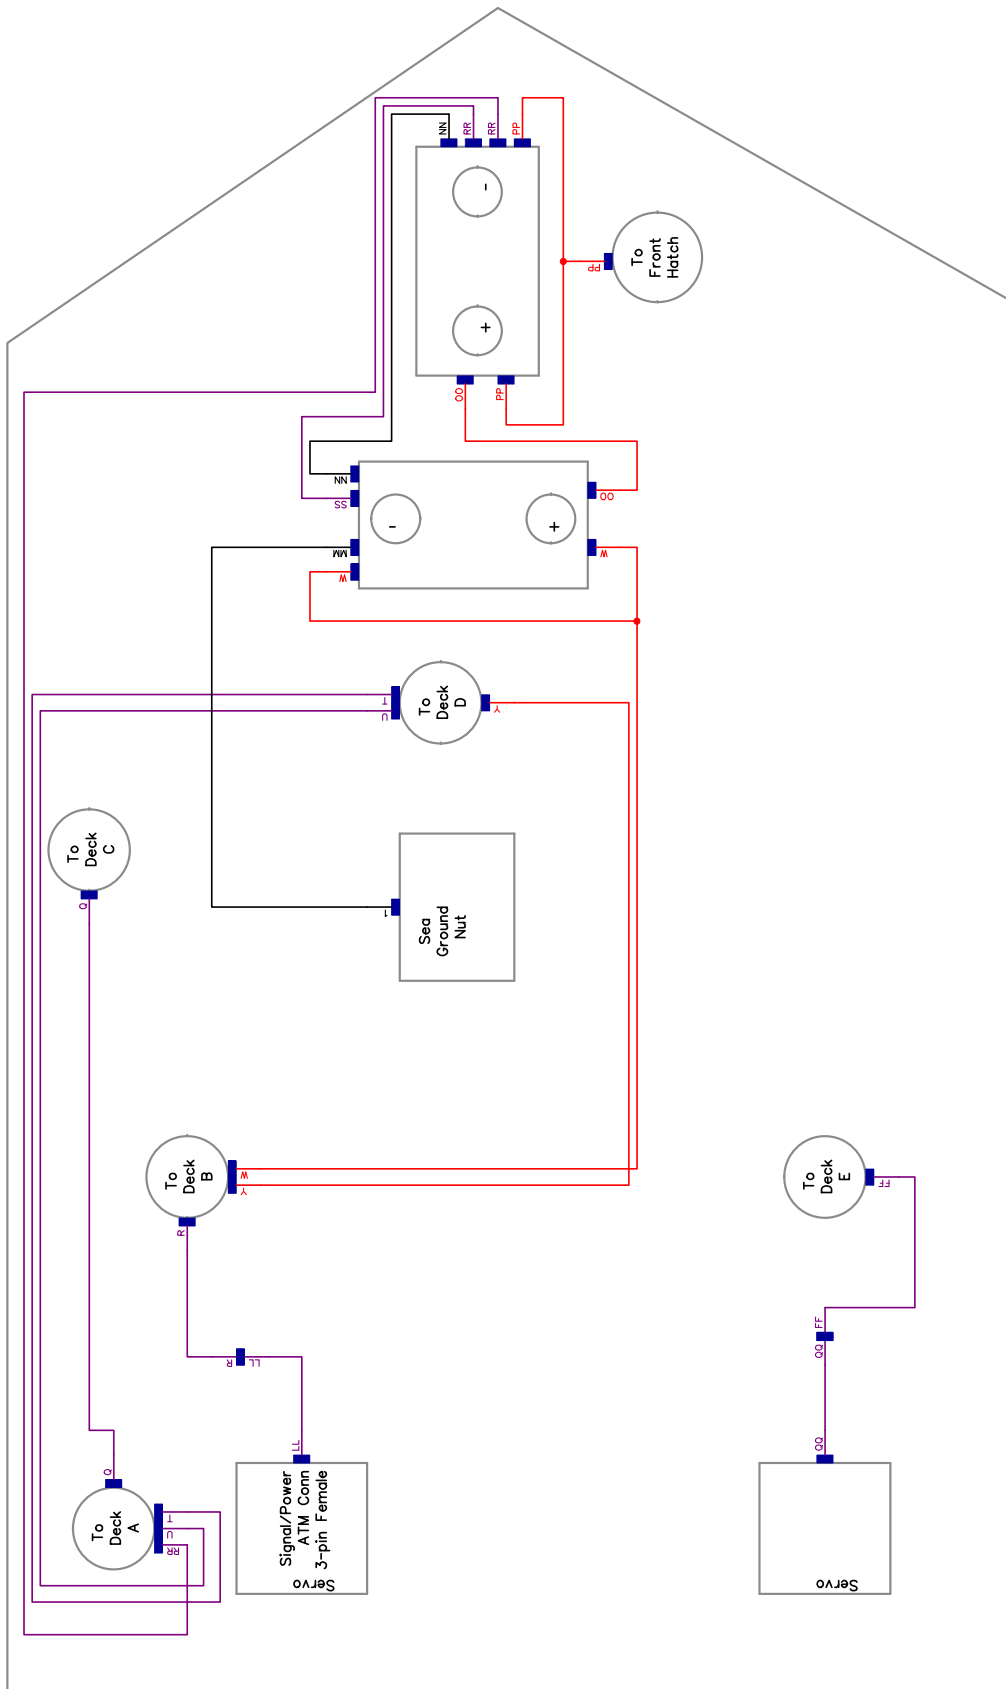 NN
RR
RR
PP
-
To
Front
Hatch
PP
+
OO
PP
NN
SS
-
+
OO
MM
W
W
T
U
To
Deck
D
Y
To
Deck
C
Q
1
Sea
Ground
Nut
To
Deck
B
W
Y
R
To
Deck
E
FF
R
LL
FF
QQ
LL
QQ
Q
To
Deck
A
T
U
RR
Signal/Power
ATM Conn
3-pin Female
Servo
Servo